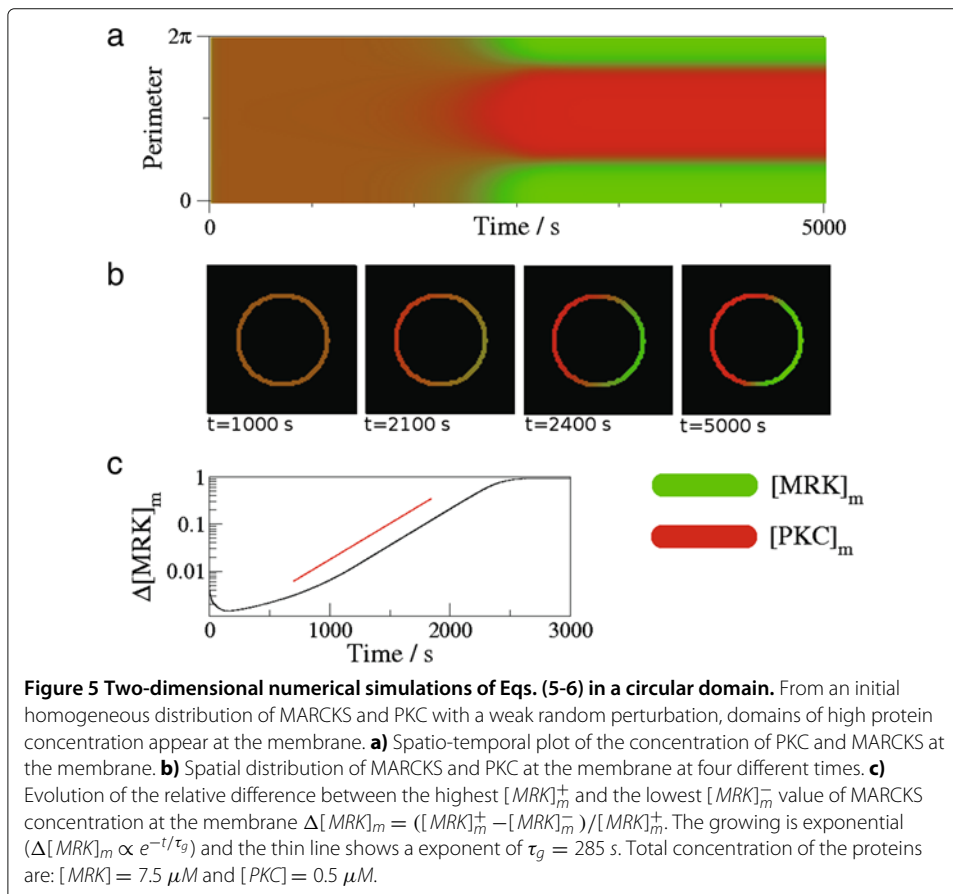 a
2π
Perimeter
0
0
Time / s
5000
b
t=1000 s
t=2100 s
t=2400 s
t=5000 s
c
1
0.1
0.01
Δ[MRK]m
0
1000
2000
3000
Time / s
[MRK]m
[PKC]m
Figure 5 Two-dimensional numerical simulations of Eqs. (5-6) in a circular domain. From an initial
homogeneous distribution of MARCKS and PKC with a weak random perturbation, domains of high protein
concentration appear at the membrane. a) Spatio-temporal plot of the concentration of PKC and MARCKS at
the membrane. b) Spatial distribution of MARCKS and PKC at the membrane at four different times. c)
Evolution of the relative difference between the highest [MRK]m+ and the lowest [MRK]m− value of MARCKS
concentration at the membrane Δ[MRK]m = ([MRK]m+ −[MRK]m−)/[MRK]m+. The growing is exponential
(Δ[MRK]m ∝ e−t/τg) and the thin line shows a exponent of τg = 285 s. Total concentration of the proteins
are: [MRK] = 7.5 μM and [PKC] = 0.5 μM.